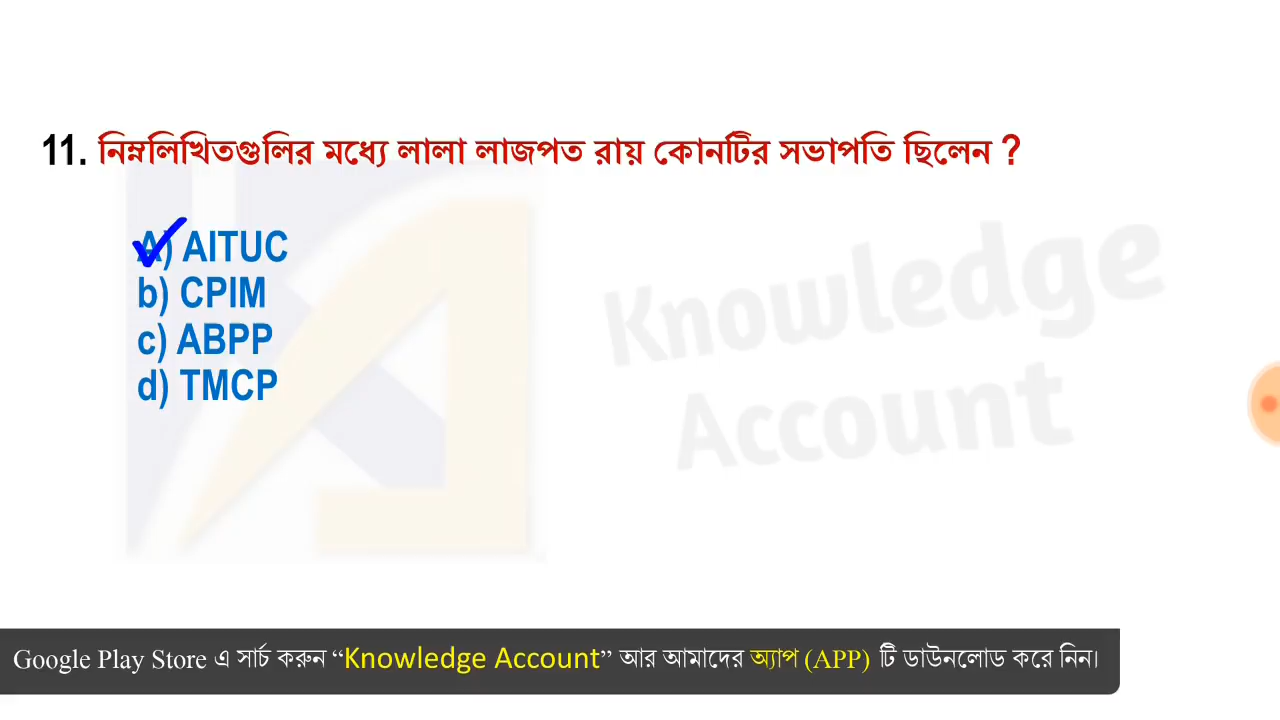 11. নিম্নলিখিতগুলির মধ্যে লালা লাজপত রায় কোনটির সভাপতি ছিলেন ?
A) AITUC
b) CPIM
c) ABPP
d) TMCP
Knowledge
Account
Google Play Store এ সার্চ করুন “Knowledge Account” আর আমাদের অ্যাপ (APP) টি ডাউনলোড করে নিন।